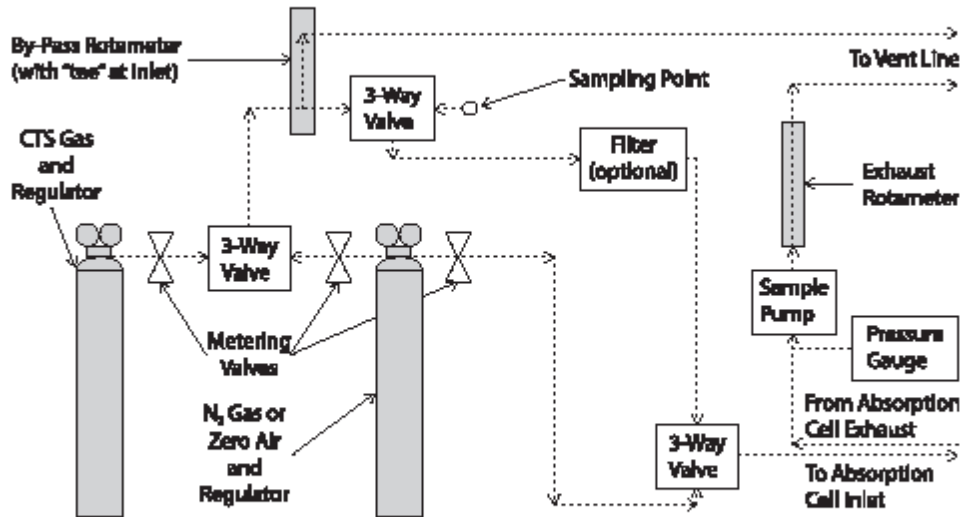 By-Pass Rotameter
(with "tee" at Inlet)
To Vent Line
3-Way
Valve
Sampling Point
CTS Gas
and
Regulator
Filter
(optional)
Exhaust
Rotameter
3-Way
Valve
Sample
Pump
Metering
Valves
Pressure
Gauge
N₂ Gas or
Zero Air
and
Regulator
From Absorption
Cell Exhaust
3-Way
Valve
To Absorption
Cell Inlet